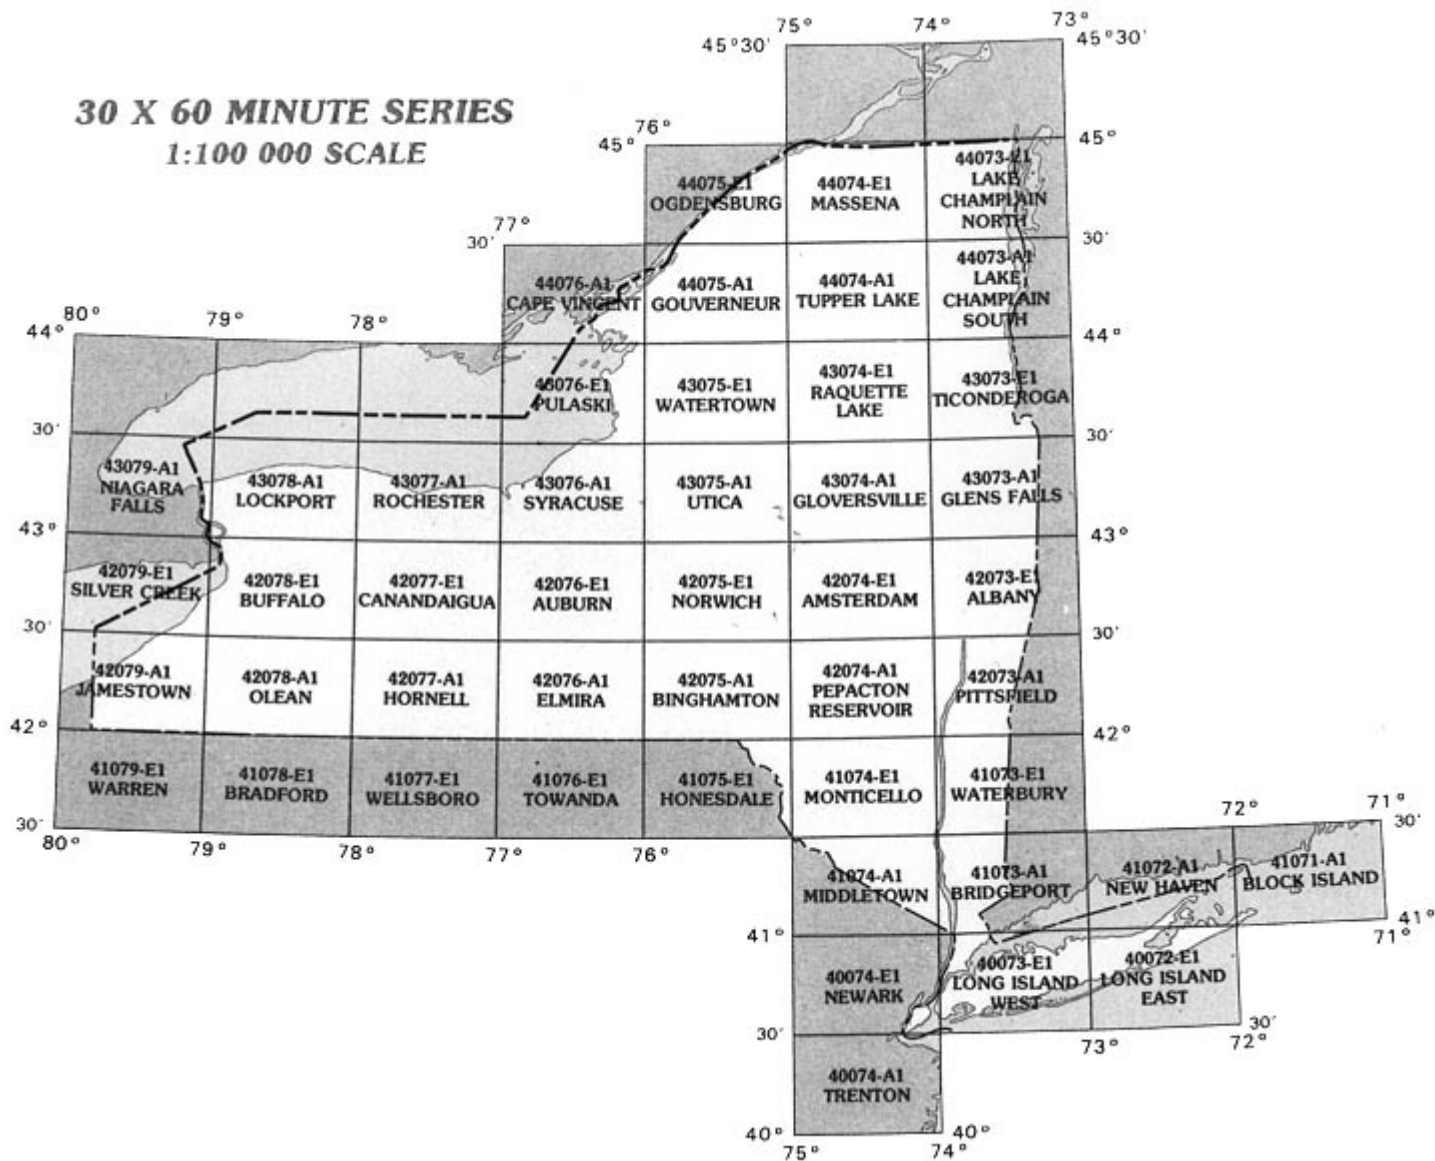 75°
74°
73°
45°30′
45°30′
30 X 60 MINUTE SERIES
1:100 000 SCALE
76°
45°
45°
44075-E1
OGDENSBURG
44074-E1
MASSENA
44073-E1
LAKE
CHAMPLAIN
NORTH
77°
30′
30′
44076-A1
CAPE VINCENT
44075-A1
GOUVERNEUR
44074-A1
TUPPER LAKE
44073-A1
LAKE
CHAMPLAIN
SOUTH
80°
79°
78°
44°
44°
43076-E1
PULASKI
43075-E1
WATERTOWN
43074-E1
RAQUETTE
LAKE
43073-E1
TICONDEROGA
30′
30′
43079-A1
NIAGARA
FALLS
43078-A1
LOCKPORT
43077-A1
ROCHESTER
43076-A1
SYRACUSE
43075-A1
UTICA
43074-A1
GLOVERSVILLE
43073-A1
GLENS FALLS
43°
43°
42079-E1
SILVER CREEK
42078-E1
BUFFALO
42077-E1
CANANDAIGUA
42076-E1
AUBURN
42075-E1
NORWICH
42074-E1
AMSTERDAM
42073-E1
ALBANY
30′
30′
42079-A1
JAMESTOWN
42078-A1
OLEAN
42077-A1
HORNELL
42076-A1
ELMIRA
42075-A1
BINGHAMTON
42074-A1
PEPACTON
RESERVOIR
42073-A1
PITTSFIELD
42°
42°
41079-E1
WARREN
41078-E1
BRADFORD
41077-E1
WELLSBORO
41076-E1
TOWANDA
41075-E1
HONESDALE
41074-E1
MONTICELLO
41073-E1
WATERBURY
30′
80°
79°
78°
77°
76°
72°
71°
30′
41074-A1
MIDDLETOWN
41073-A1
BRIDGEPORT
41072-A1
NEW HAVEN
41071-A1
BLOCK ISLAND
41°
41°
71°
40074-E1
NEWARK
40073-E1
LONG ISLAND
WEST
40072-E1
LONG ISLAND
EAST
30′
30′
73°
72°
40074-A1
TRENTON
40°
40°
75°
74°